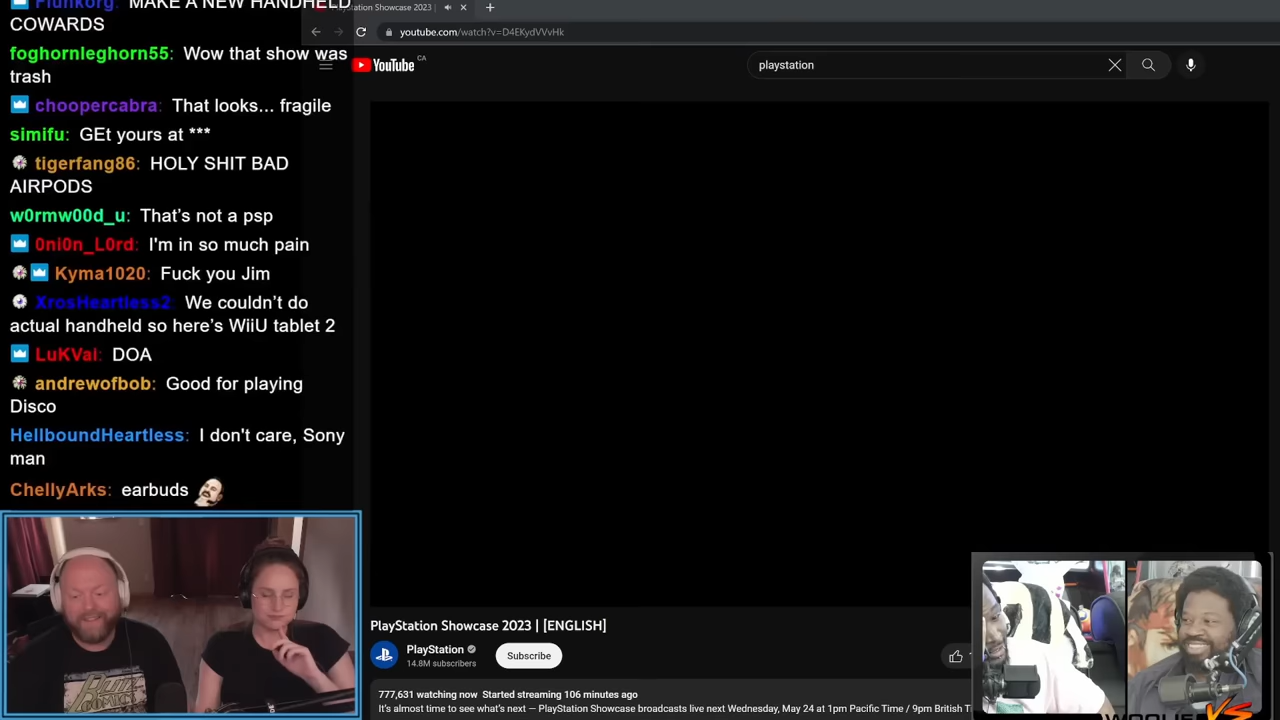 Flunkorg: MAKE A NEW HANDHELD
COWARDS
foghornleghorn55: Wow that show was
trash
choopercabra: That looks... fragile
simifu: GEt yours at ***
tigerfang86: HOLY SHIT BAD
AIRPODS
w0rmw00d_u: That's not a psp
0ni0n_L0rd: I'm in so much pain
Kyma1020: Fuck you Jim
XrosHeartless2: We couldn't do
actual handheld so here's WiiU tablet 2
LuKVal: DOA
andrewofbob: Good for playing
Disco
HellboundHeartless: I don't care, Sony
man
ChellyArks: earbuds
Station Showcase 2023 |
youtube.com/watch?v=D4EKydVVvHk
YouTube CA
playstation
PlayStation Showcase 2023 | [ENGLISH]
PlayStation
14.8M subscribers
Subscribe
777,631 watching now Started streaming 106 minutes ago
It's almost time to see what's next — PlayStation Showcase broadcasts live next Wednesday, May 24 at 1pm Pacific Time / 9pm British T
VS